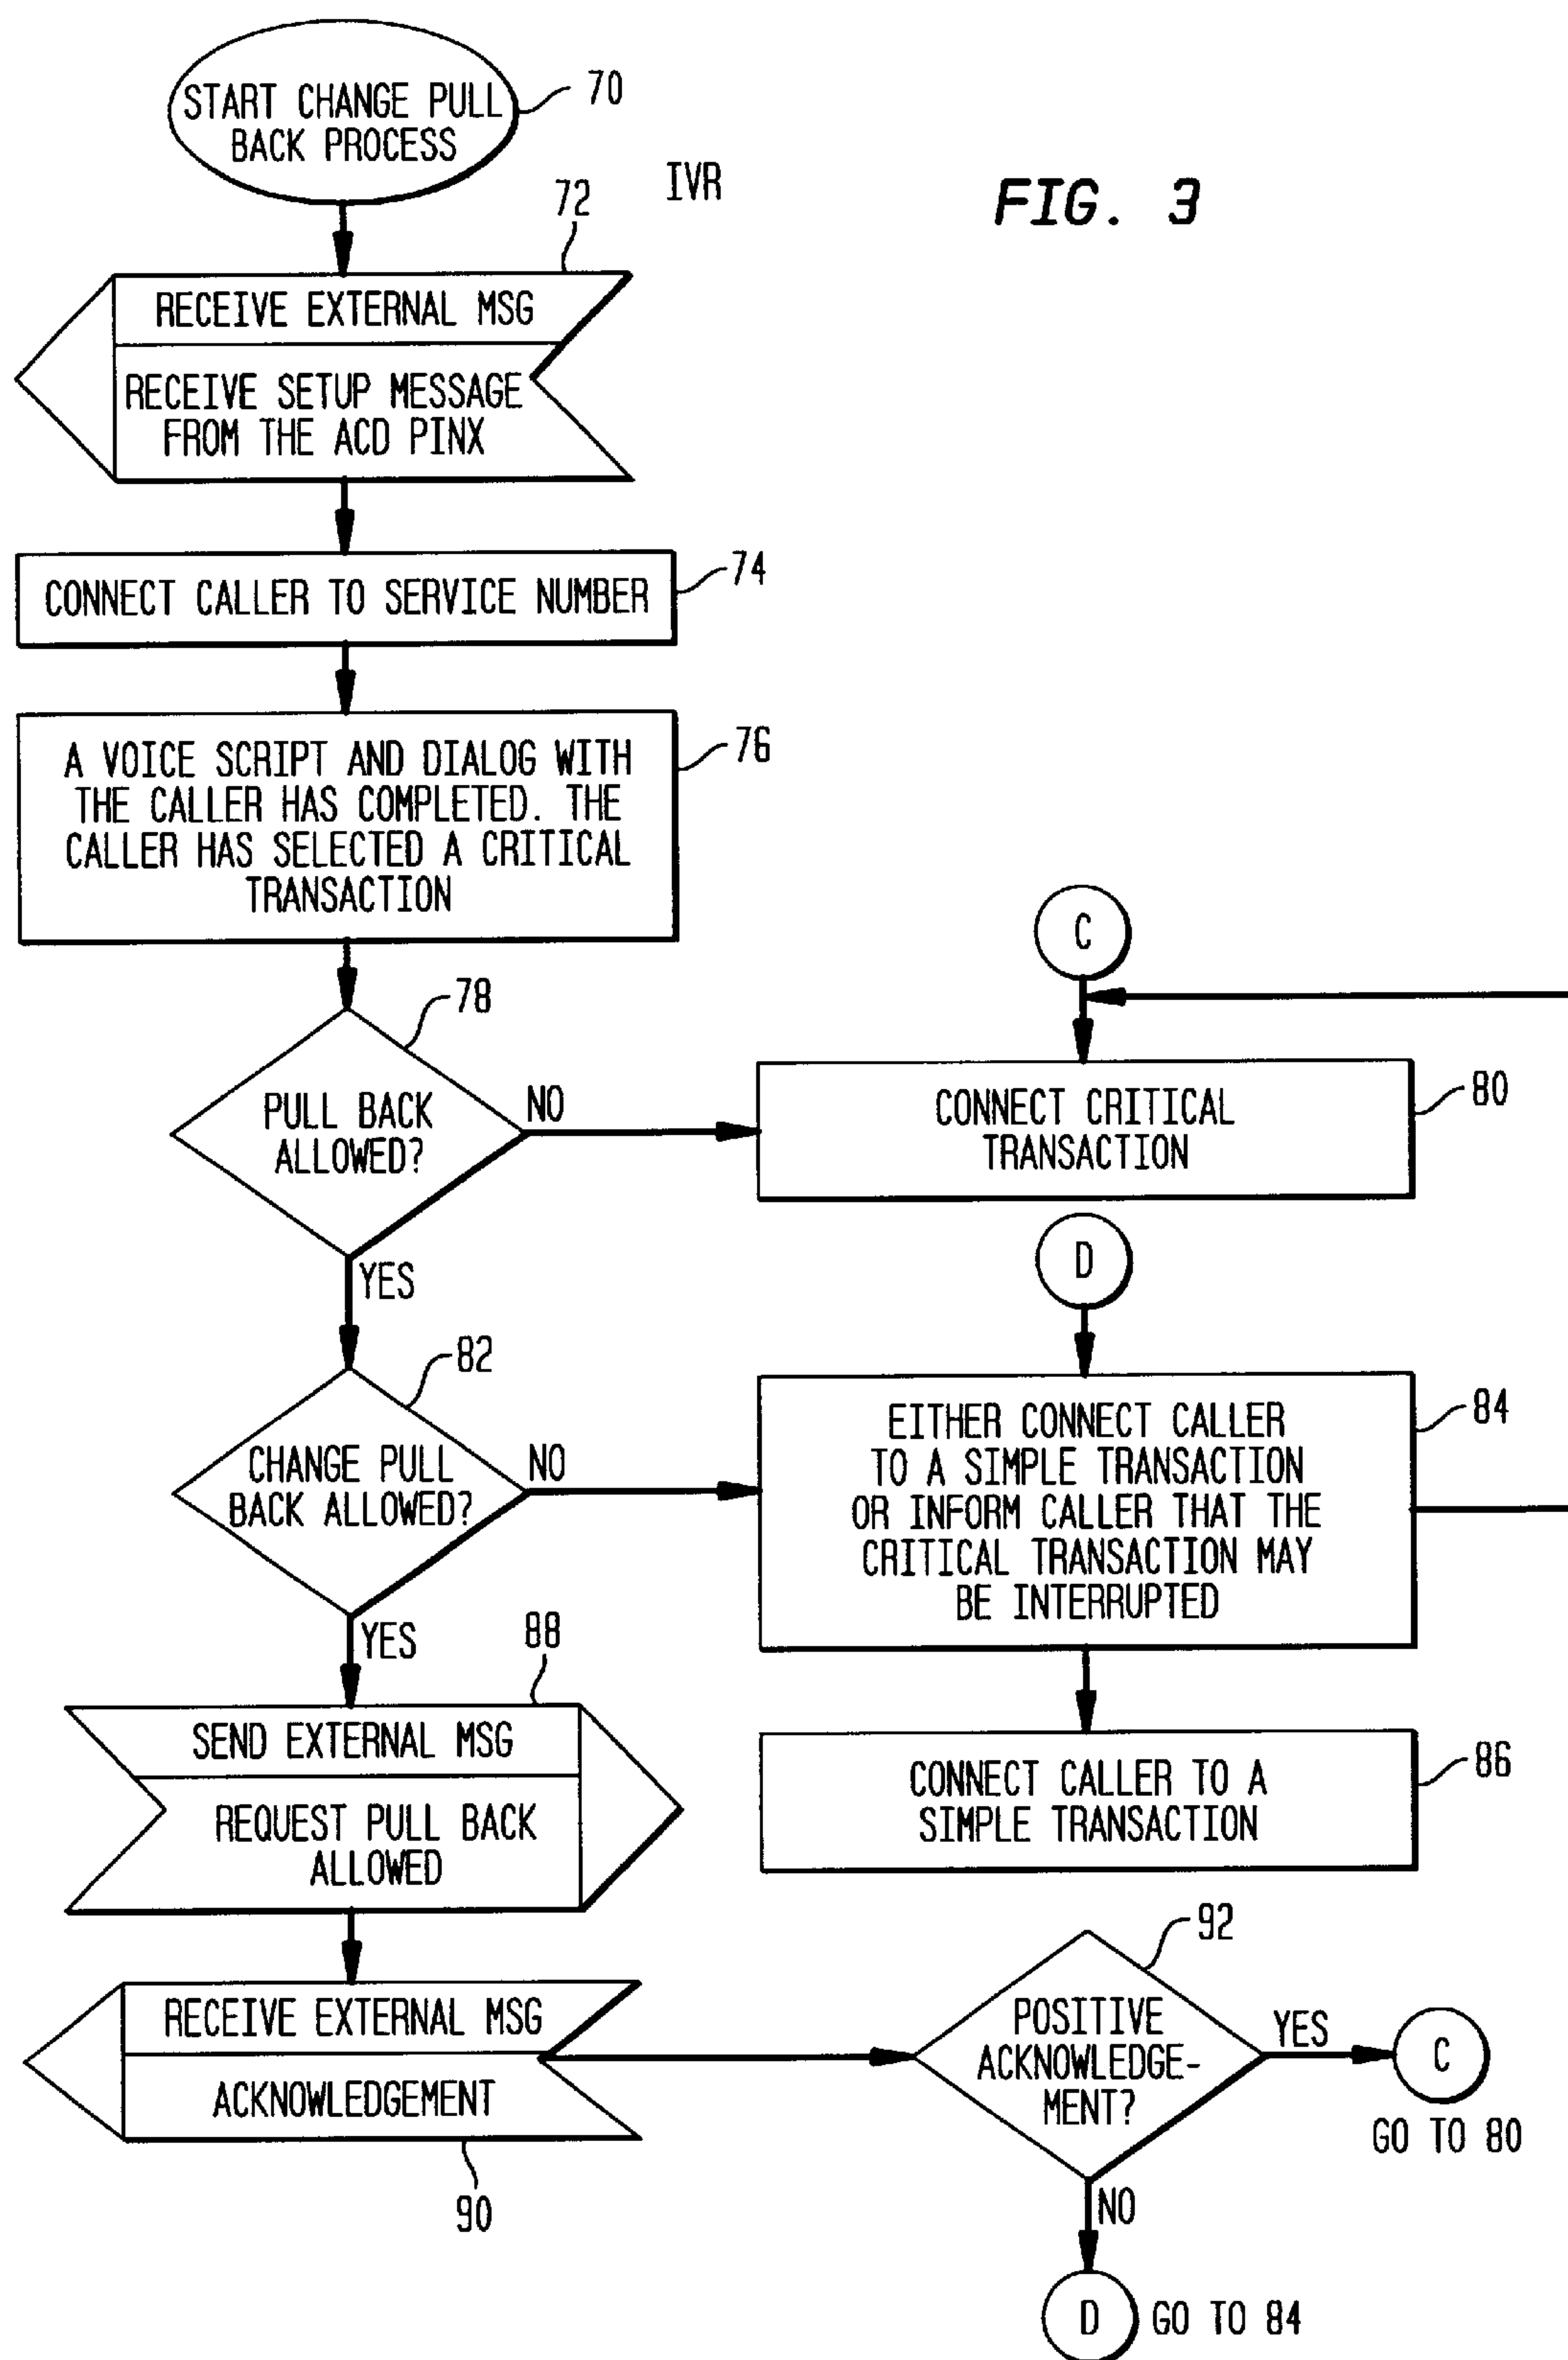 START CHANGE PULL
BACK PROCESS
70
IVR
FIG. 3
72
RECEIVE EXTERNAL MSG
RECEIVE SETUP MESSAGE
FROM THE ACD PINX
CONNECT CALLER TO SERVICE NUMBER
74
A VOICE SCRIPT AND DIALOG WITH
THE CALLER HAS COMPLETED. THE
CALLER HAS SELECTED A CRITICAL
TRANSACTION
76
C
78
PULL BACK
ALLOWED?
NO
YES
CONNECT CRITICAL
TRANSACTION
80
D
82
CHANGE PULL
BACK ALLOWED?
NO
YES
EITHER CONNECT CALLER
TO A SIMPLE TRANSACTION
OR INFORM CALLER THAT THE
CRITICAL TRANSACTION MAY
BE INTERRUPTED
84
88
SEND EXTERNAL MSG
REQUEST PULL BACK
ALLOWED
CONNECT CALLER TO A
SIMPLE TRANSACTION
86
RECEIVE EXTERNAL MSG
ACKNOWLEDGEMENT
90
92
POSITIVE
ACKNOWLEDGE-
MENT?
YES
C
GO TO 80
NO
D
GO TO 84